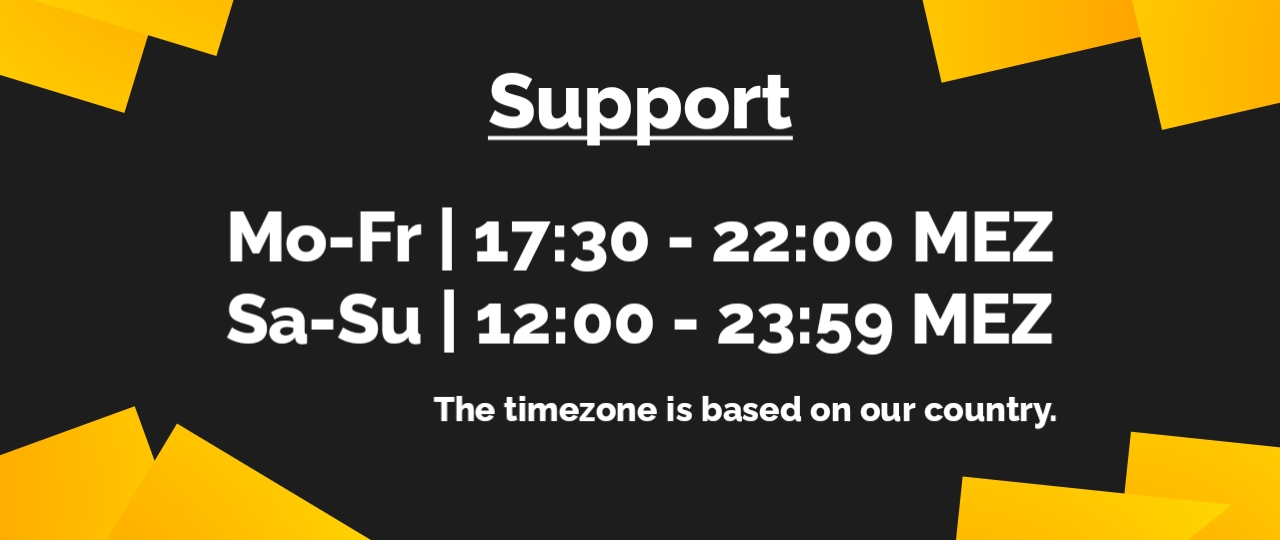 Support
Mo-Fr | 17:30 - 22:00 MEZ
Sa-Su | 12:00 - 23:59 MEZ
The timezone is based on our country.